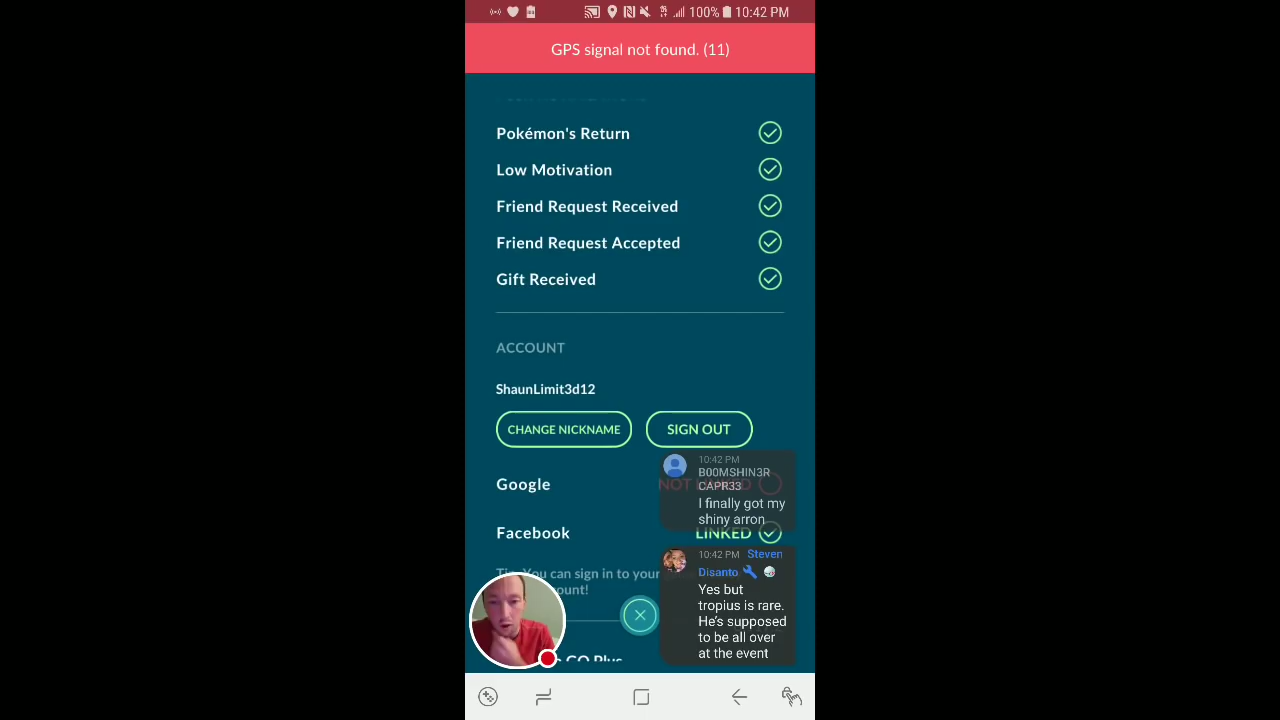 100% 10:42 PM
GPS signal not found. (11)
Pokémon's Return
Low Motivation
Friend Request Received
Friend Request Accepted
Gift Received
ACCOUNT
ShaunLimit3d12
CHANGE NICKNAME SIGN OUT
Google NOT LINKED
10:42 PM
B00MSHIN3R
CAPR33
I finally got my
shiny arron
Facebook LINKED
You can sign in to your
10:42 PM Steven
Disanto
Yes but
tropius is rare.
He's supposed
to be all over
at the event
GO Plus